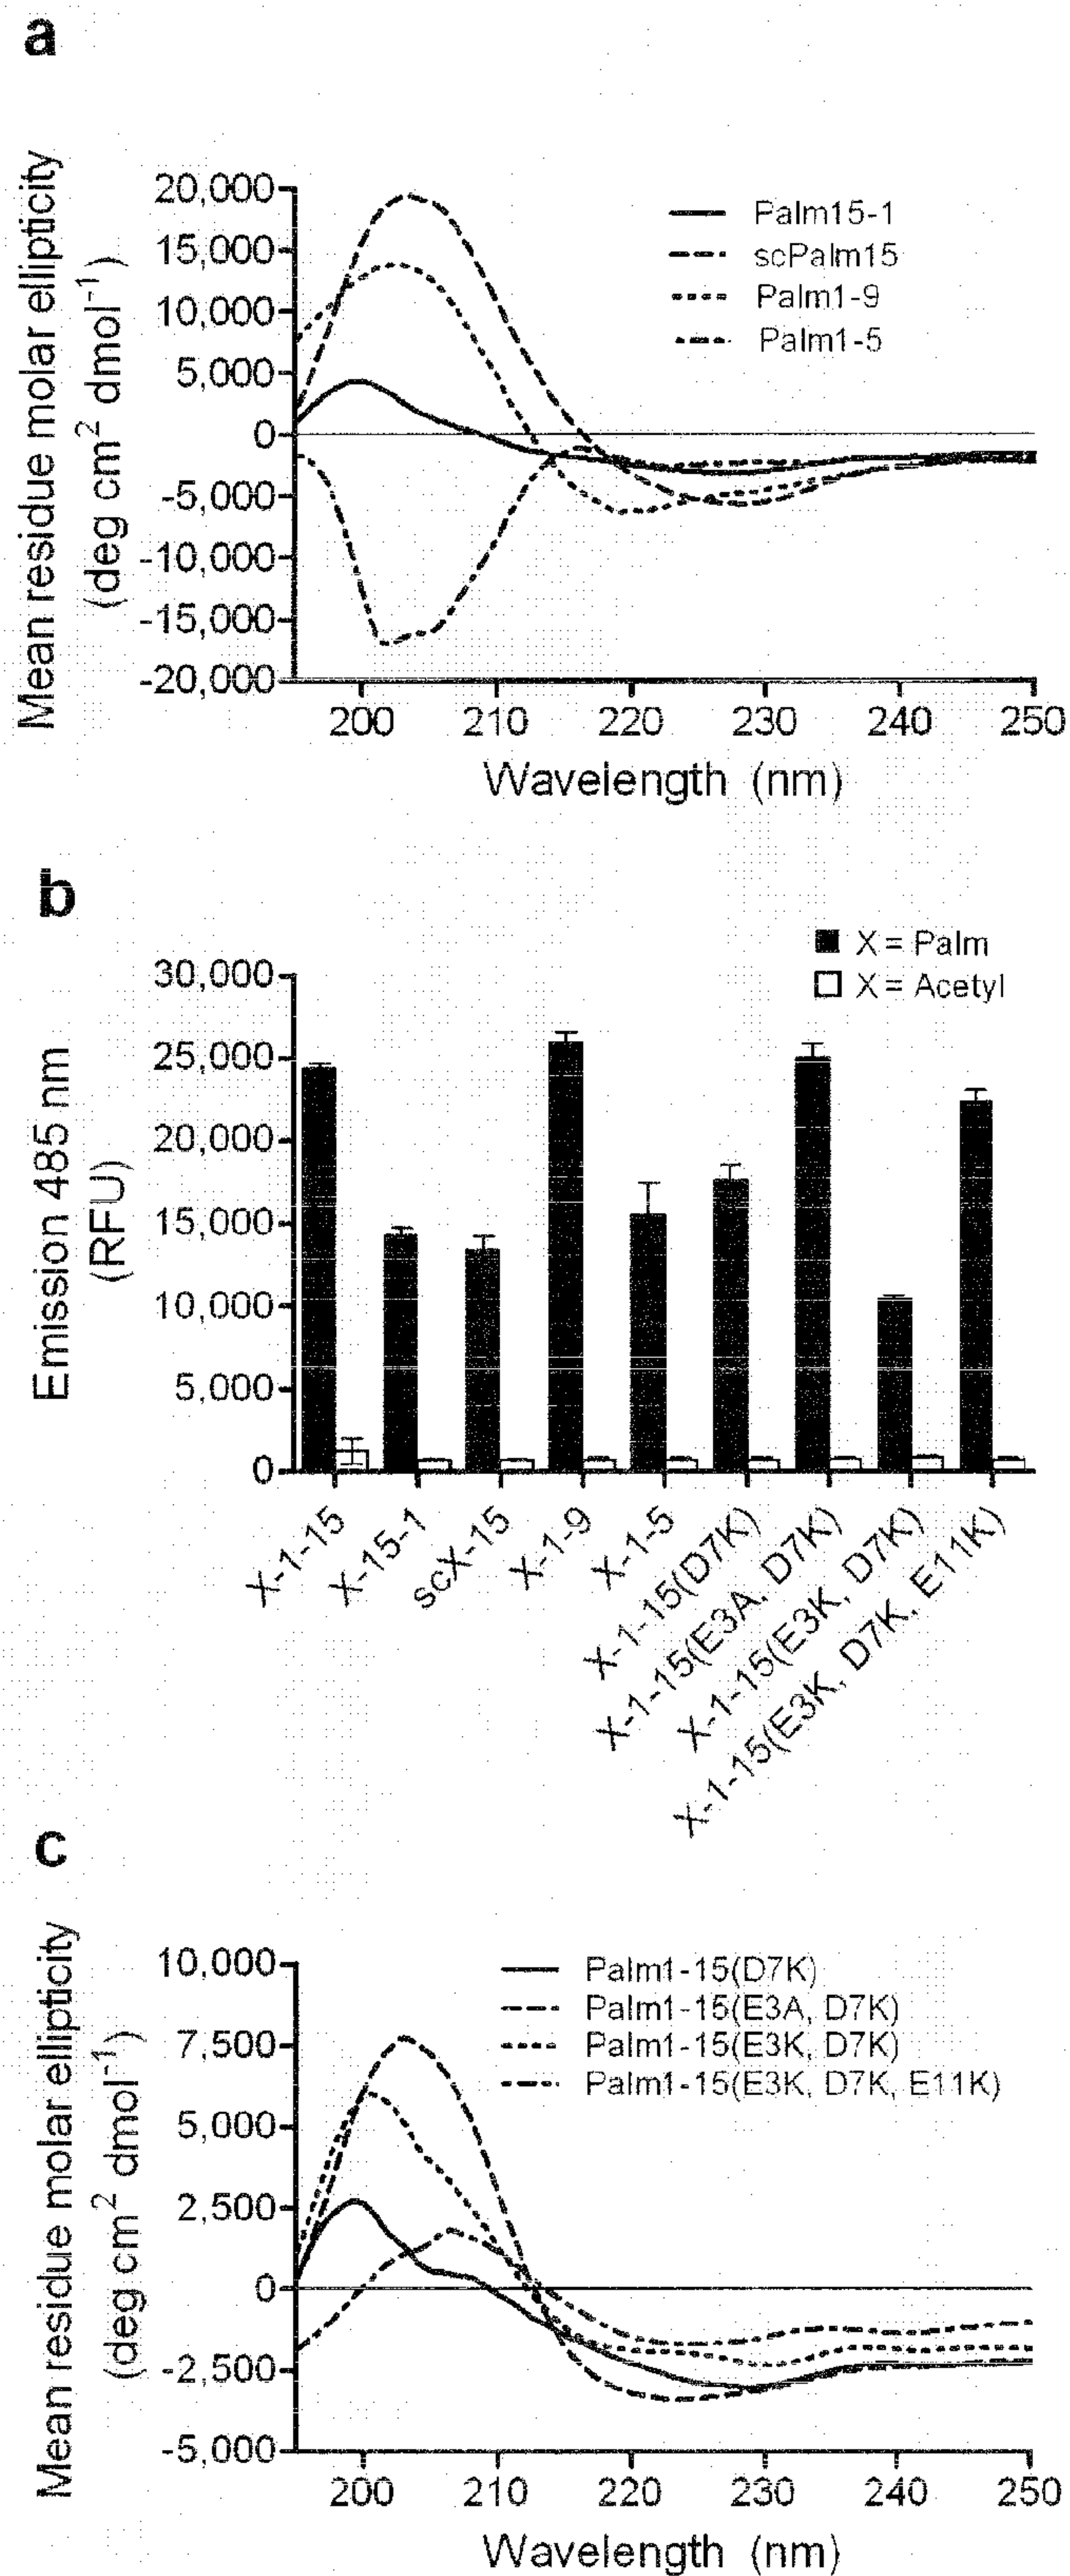 a
Mean residue molar ellipticity
(deg cm² dmol⁻¹)
20,000
15,000
10,000
5,000
0
-5,000
-10,000
-15,000
-20,000
Palm15-1
scPalm15
Palm1-9
Palm1-5
200 210 220 230 240 250
Wavelength (nm)
b
Emission 485 nm
(RFU)
30,000
25,000
20,000
15,000
10,000
5,000
0
X = Palm
X = Acetyl
X-1-15
X-15-1
scX-15
X-1-9
X-1-5
X-1-15(D7K)
X-1-15(E3A, D7K)
X-1-15(E3K, D7K)
X-1-15(E3K, D7K, E11K)
c
Mean residue molar ellipticity
(deg cm² dmol⁻¹)
10,000
7,500
5,000
2,500
0
-2,500
-5,000
Palm1-15(D7K)
Palm1-15(E3A, D7K)
Palm1-15(E3K, D7K)
Palm1-15(E3K, D7K, E11K)
200 210 220 230 240 250
Wavelength (nm)